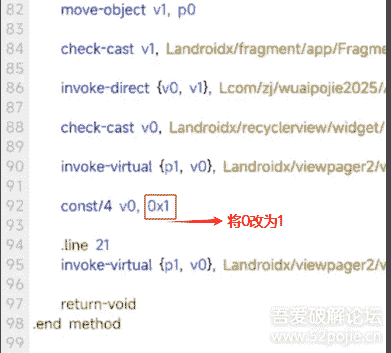 82 move-object v1, p0
83
84 check-cast v1, Landroidx/fragment/app/Fragme
85
86 invoke-direct {v0, v1}, Lcom/zj/wuaipojie2025/
87
88 check-cast v0, Landroidx/recyclerview/widget/
89
90 invoke-virtual {p1, v0}, Landroidx/viewpager2/v
91
92 const/4 v0, 0x1
93 将0改为1
94 .line 21
95 invoke-virtual {p1, v0}, Landroidx/viewpager2/v
96
97 return-void
98 .end method
99
吾爱破解论坛
www.52pojie.cn